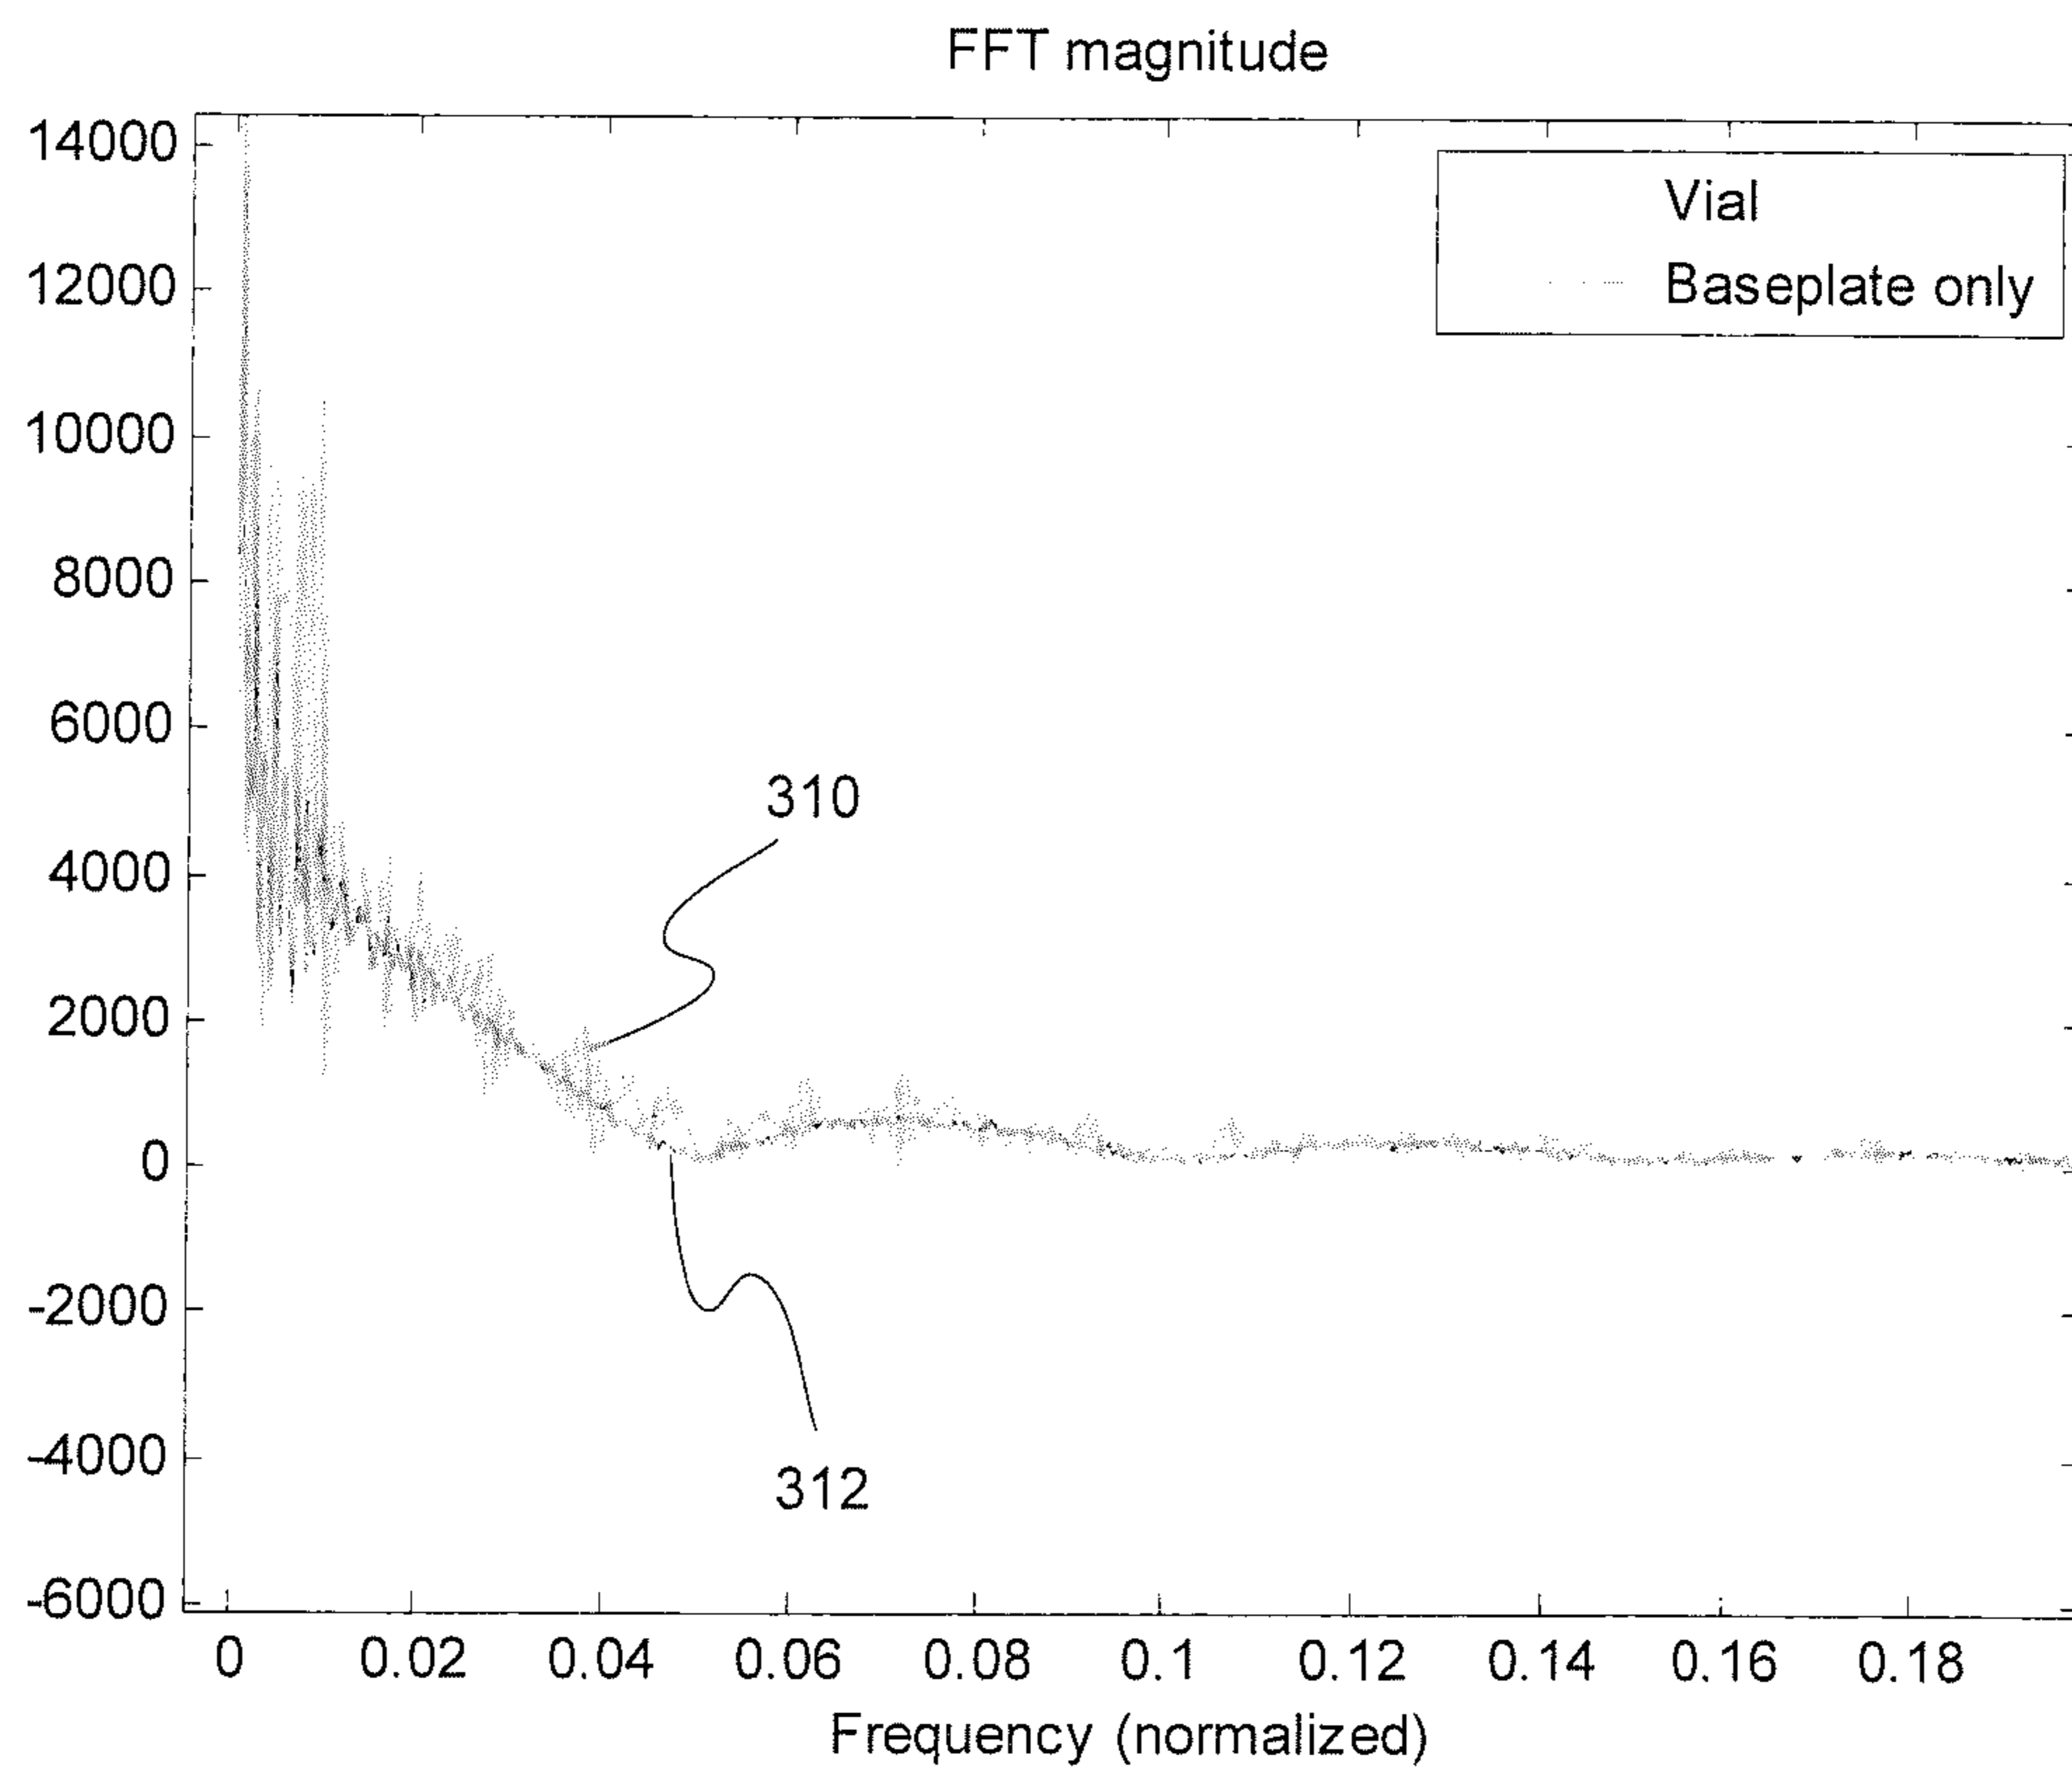 FFT magnitude
14000
12000
10000
8000
6000
4000
2000
0
-2000
-4000
-6000
Vial
Baseplate only
310
312
0 0.02 0.04 0.06 0.08 0.1 0.12 0.14 0.16 0.18
Frequency (normalized)